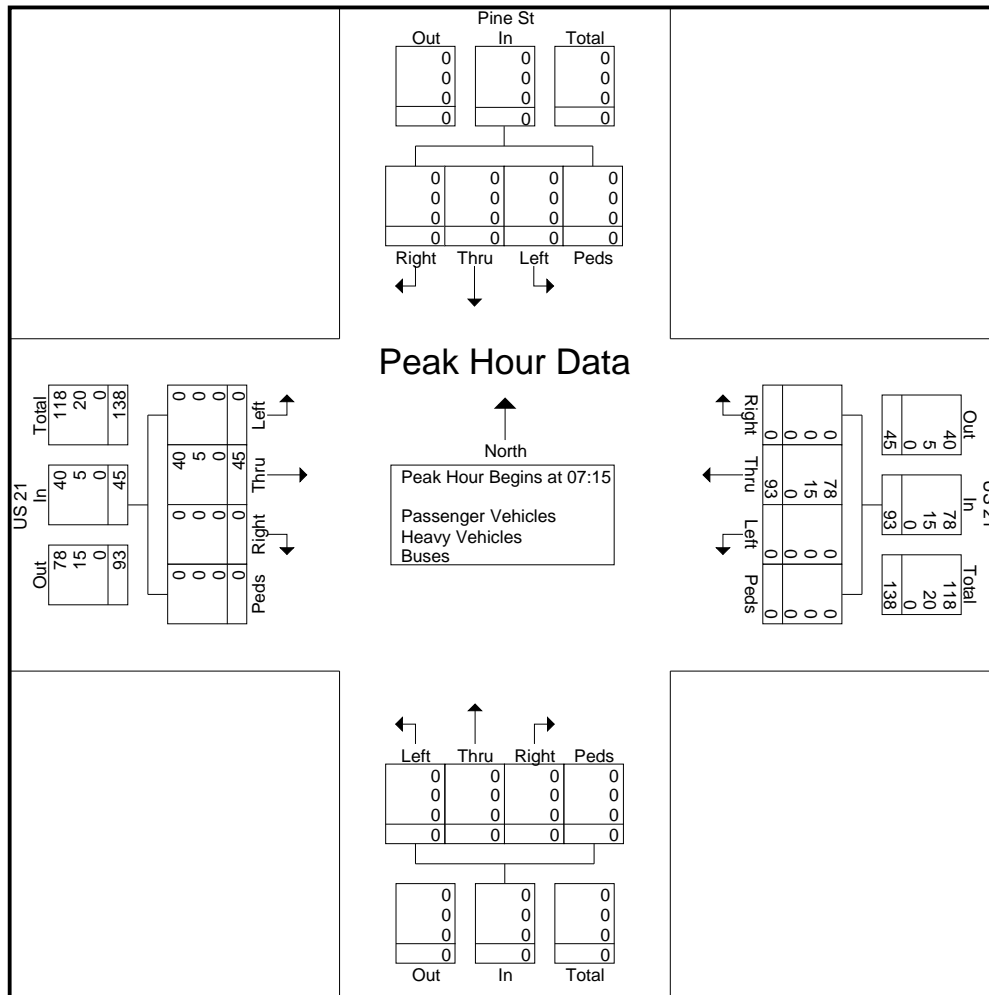 Pine St
Out In Total
0 0 0
0 0 0
0 0 0
0 0 0
0 0 0 0
0 0 0 0
0 0 0 0
0 0 0 0
Right Thru Left Peds
Peak Hour Data
North
Peak Hour Begins at 07:15
Passenger Vehicles
Heavy Vehicles
Buses
US 21
Out In Total
78 40 118
15 5 20
0 0 0
93 45 138
Peds Right Thru Left
0 0 40 0
0 0 5 0
0 0 0 0
0 0 45 0
US 21
Out In Total
40 78 118
5 15 20
0 0 0
45 93 138
0 78 0 0
0 15 0 0
0 0 0 0
0 93 0 0
Right Thru Left Peds
Left Thru Right Peds
0 0 0 0
0 0 0 0
0 0 0 0
0 0 0 0
0 0 0
0 0 0
0 0 0
0 0 0
Out In Total